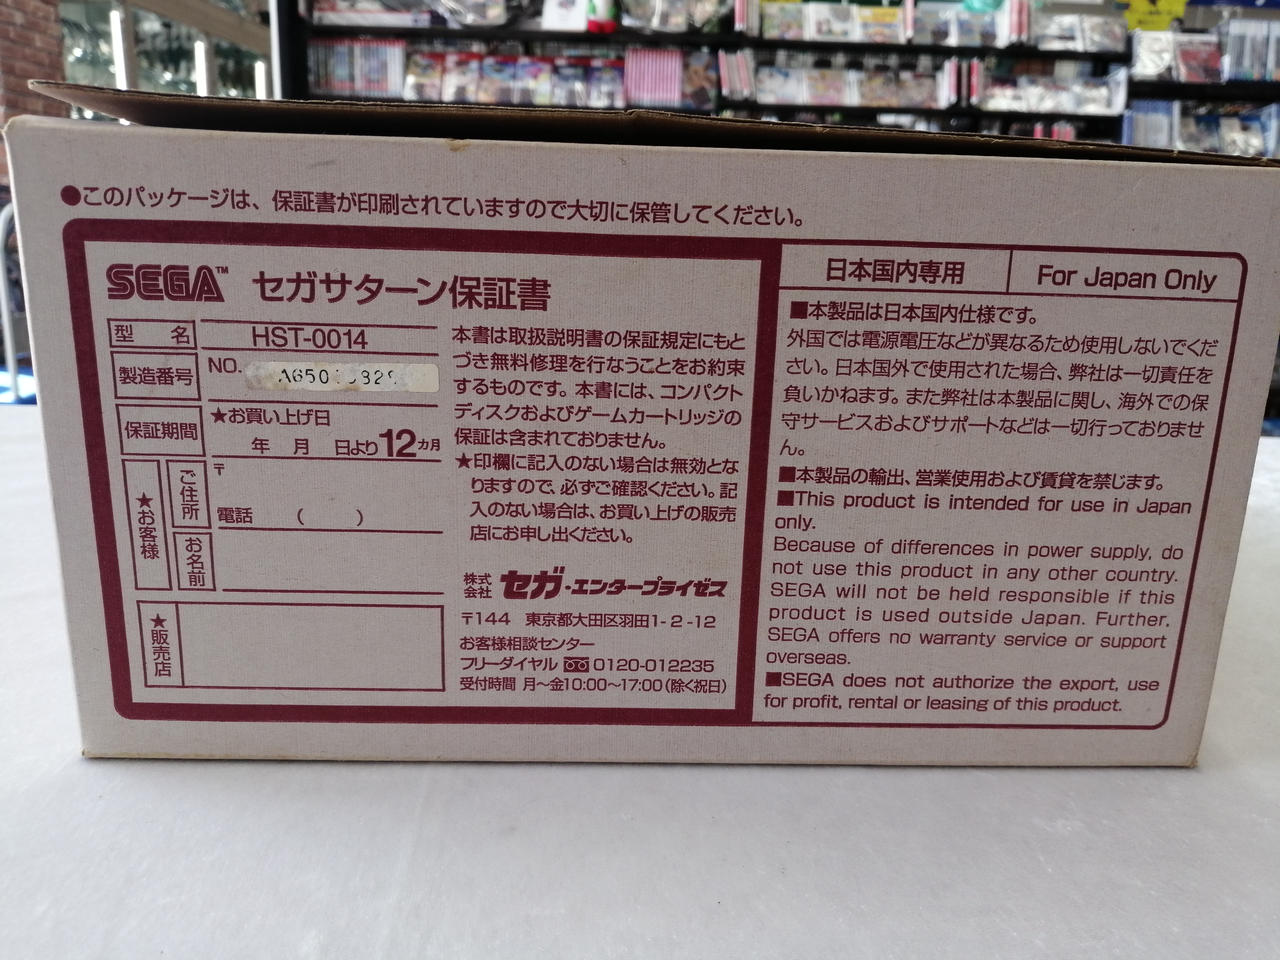 ●このパッケージは、保証書が印刷されていますので大切に保管してください。
SEGA™ セガサターン保証書
型 名 HST-0014
製造番号 NO.
保証期間 ★お買い上げ日
年 月 日より12カ月
★お客様
ご住所 〒
電話 ( )
お名前
★販売店
本書は取扱説明書の保証規定にもと
づき無料修理を行なうことをお約束
するものです。本書には、コンパクト
ディスクおよびゲームカートリッジの
保証は含まれておりません。
★印欄に記入のない場合は無効とな
りますので、必ずご確認ください。記
入のない場合は、お買い上げの販売
店にお申し出ください。
株式会社 セガ・エンタープライゼス
〒144 東京都大田区羽田1-2-12
お客様相談センター
フリーダイヤル 0120-012235
受付時間 月〜金10:00〜17:00(除く祝日)
日本国内専用 For Japan Only
■本製品は日本国内仕様です。
外国では電源電圧などが異なるため使用しないでくだ
さい。日本国外で使用された場合、弊社は一切責任を
負いかねます。また弊社は本製品に関し、海外での保
守サービスおよびサポートなどは一切行っておりませ
ん。
■本製品の輸出、営業使用および賃貸を禁じます。
■This product is intended for use in Japan
only.
Because of differences in power supply, do
not use this product in any other country.
SEGA will not be held responsible if this
product is used outside Japan. Further,
SEGA offers no warranty service or support
overseas.
■SEGA does not authorize the export, use
for profit, rental or leasing of this product.